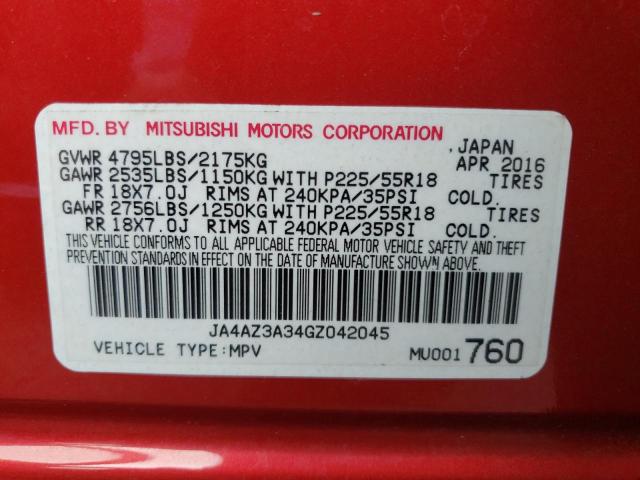 MFD. BY MITSUBISHI MOTORS CORPORATION
, JAPAN
GVWR 4795LBS/2175KG APR 2016
GAWR 2535LBS/1150KG WITH P225/55R18 TIRES
FR 18X7.0J RIMS AT 240KPA/35PSI COLD.
GAWR 2756LBS/1250KG WITH P225/55R18 TIRES
RR 18X7.0J RIMS AT 240KPA/35PSI COLD.
THIS VEHICLE CONFORMS TO ALL APPLICABLE FEDERAL MOTOR VEHICLE SAFETY AND THEFT
PREVENTION STANDARDS IN EFFECT ON THE DATE OF MANUFACTURE SHOWN ABOVE.
JA4AZ3A34GZ042045
VEHICLE TYPE:MPV MU001 760